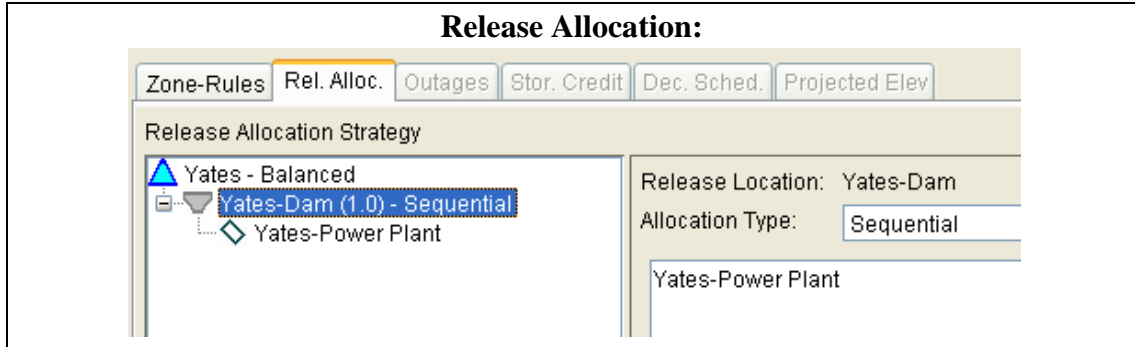 Release Allocation:
Zone-Rules Rel. Alloc. Outages Stor. Credit Dec. Sched. Projected Elev
Release Allocation Strategy
Yates - Balanced
Yates-Dam (1.0) - Sequential
Yates-Power Plant
Release Location: Yates-Dam
Allocation Type: Sequential
Yates-Power Plant